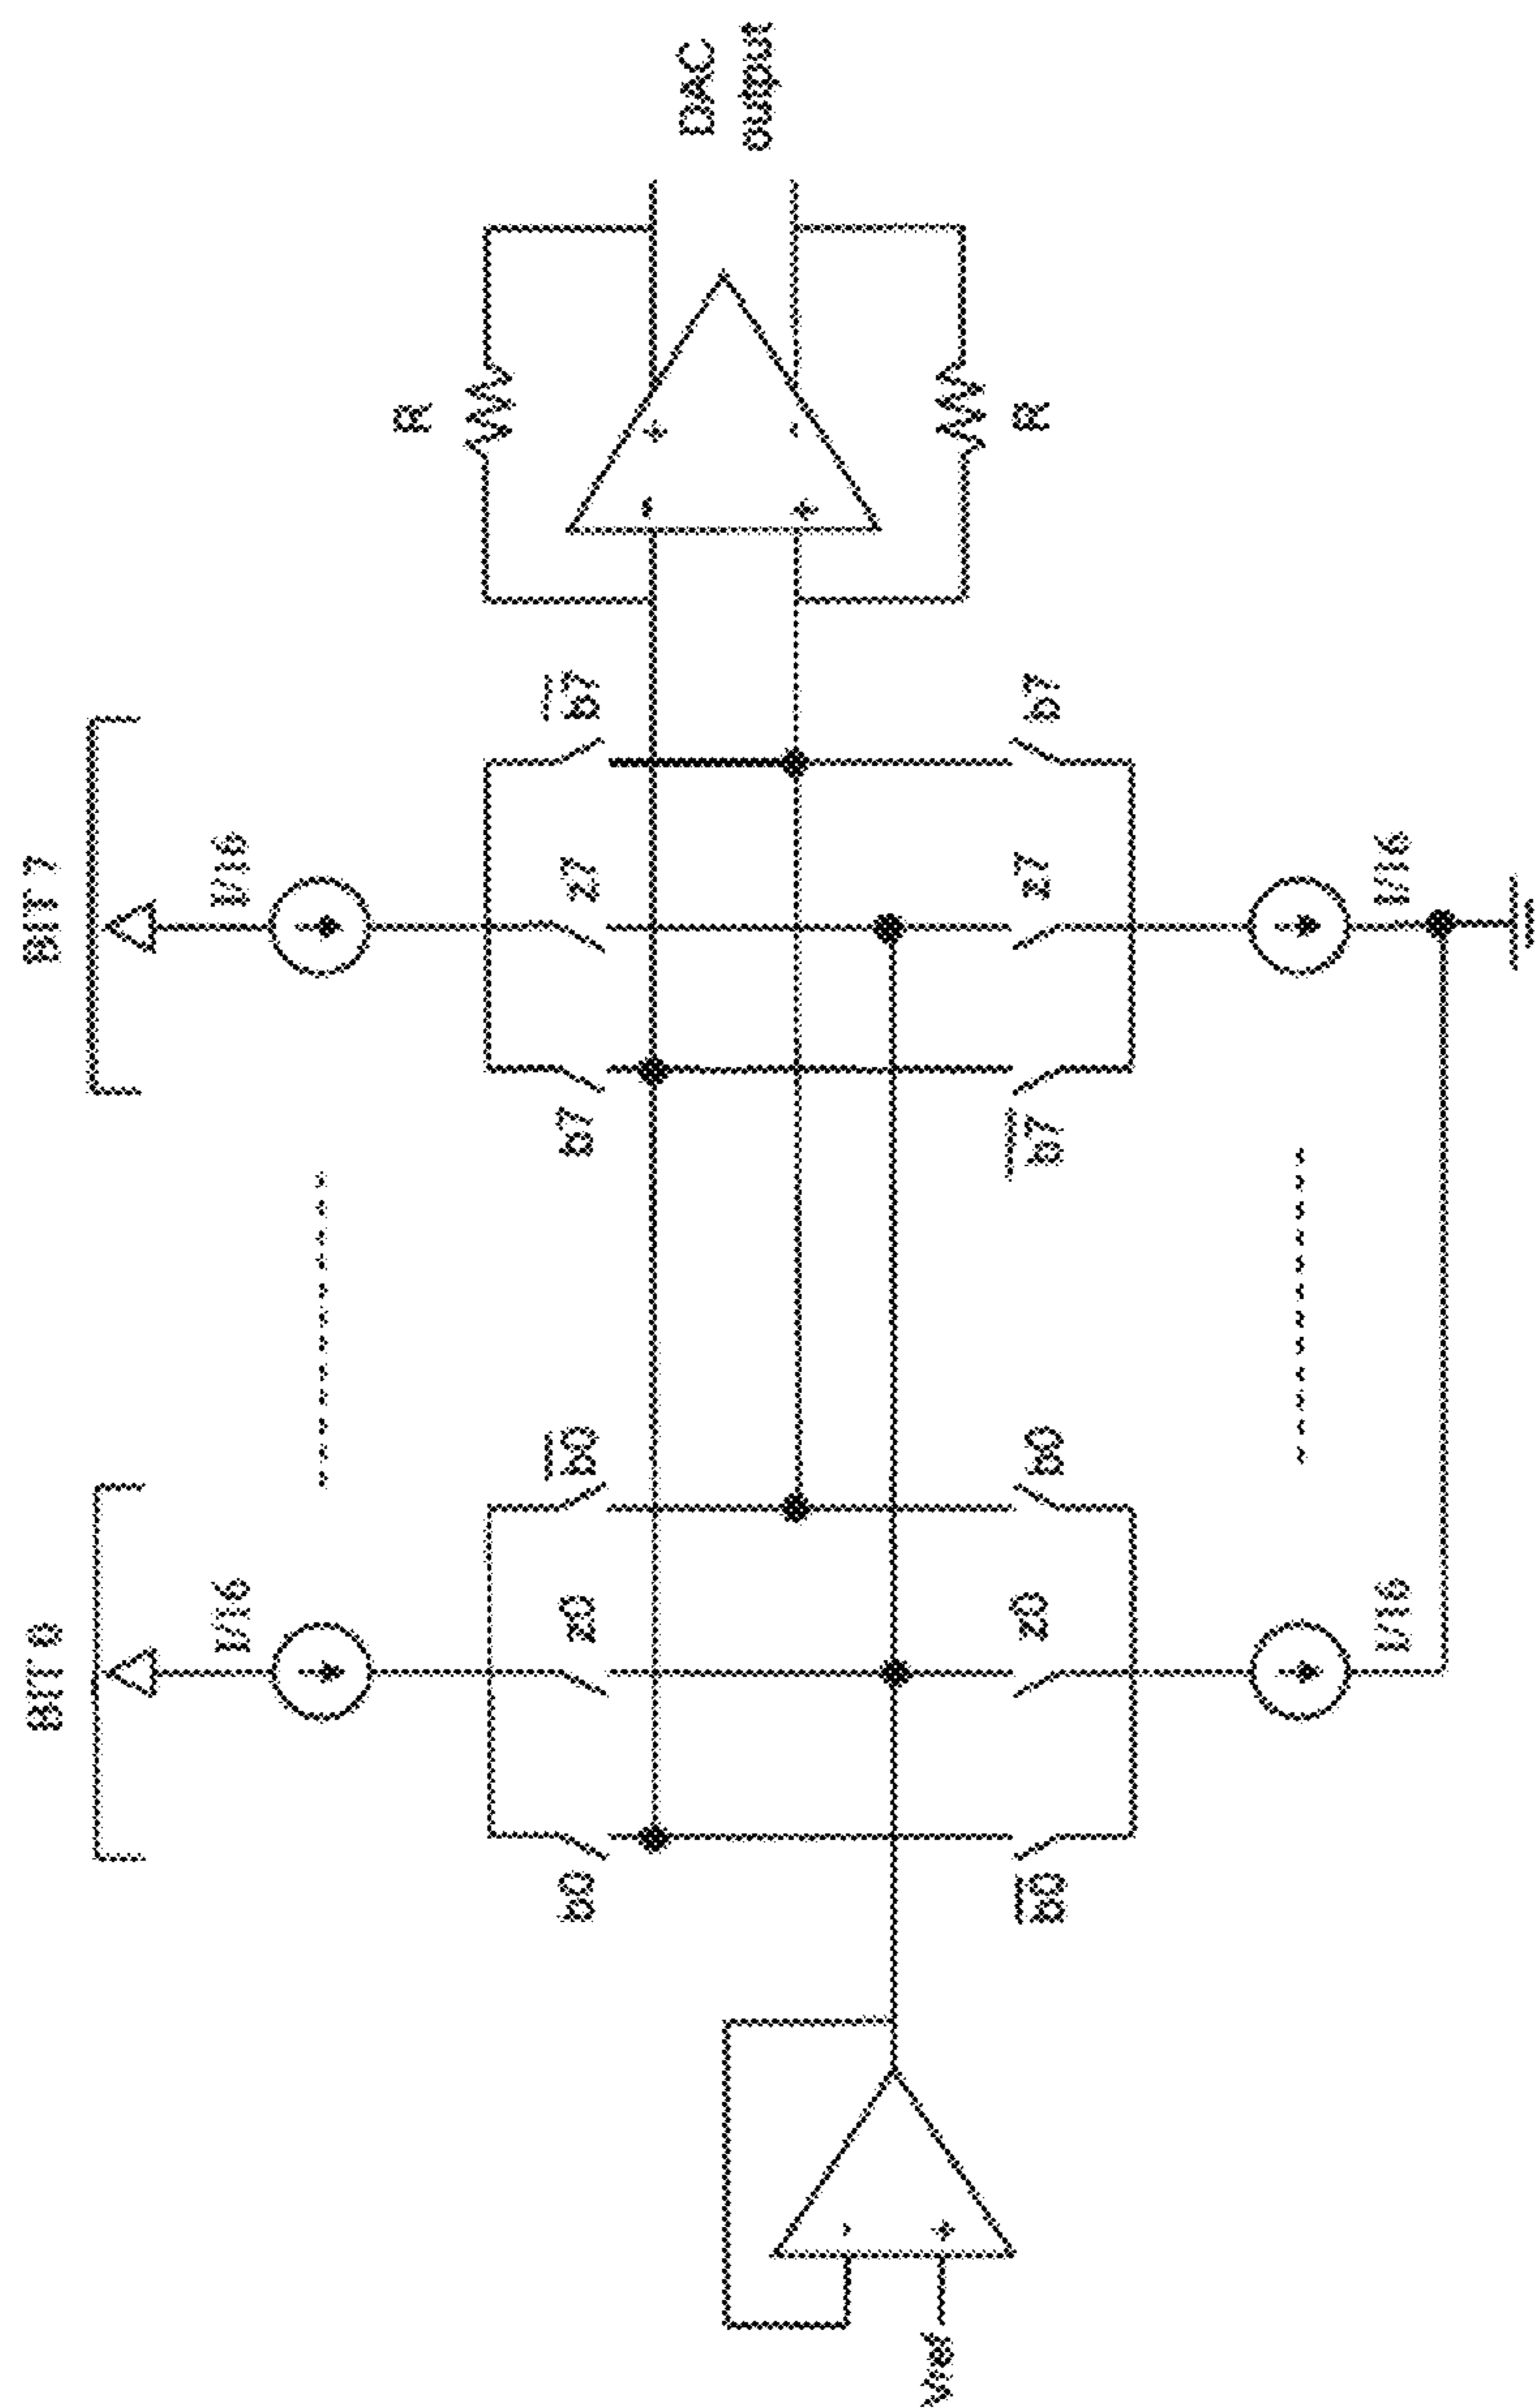 BIT 0
BIT 7
I/16
I/16
b0
z0
b0
b7
z7
b7
R
DAC
output
b0
z0
b0
b7
z7
b7
R
I/16
I/16
Vref